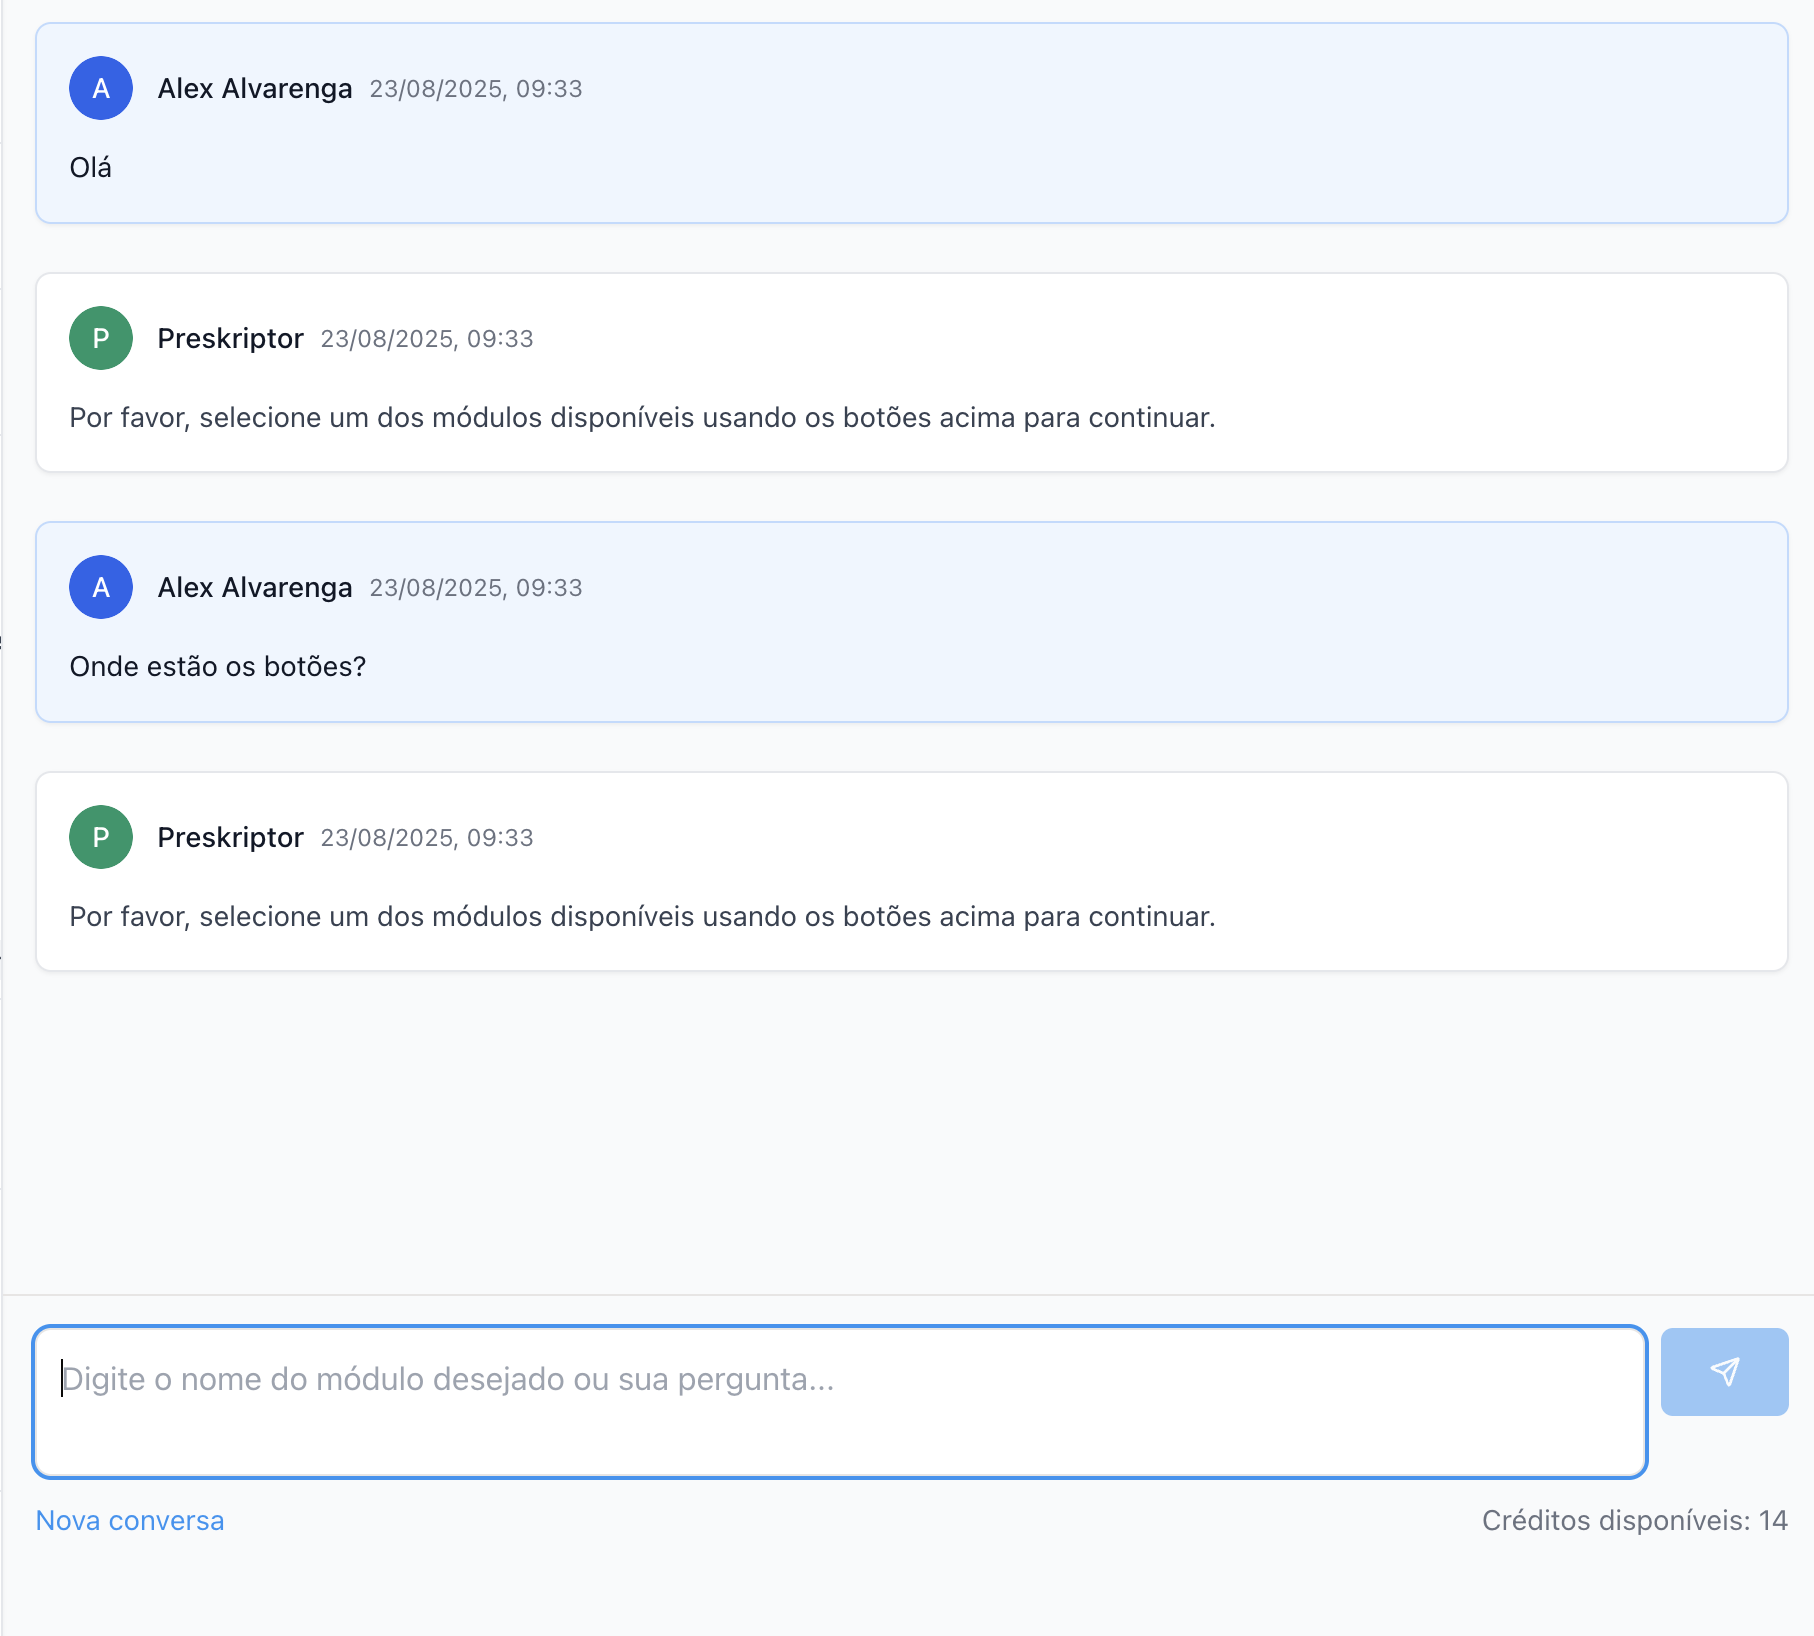 A
Alex Alvarenga 23/08/2025, 09:33
Olá
P
Preskriptor 23/08/2025, 09:33
Por favor, selecione um dos módulos disponíveis usando os botões acima para continuar.
A
Alex Alvarenga 23/08/2025, 09:33
Onde estão os botões?
P
Preskriptor 23/08/2025, 09:33
Por favor, selecione um dos módulos disponíveis usando os botões acima para continuar.
Digite o nome do módulo desejado ou sua pergunta...
Nova conversa
Créditos disponíveis: 14